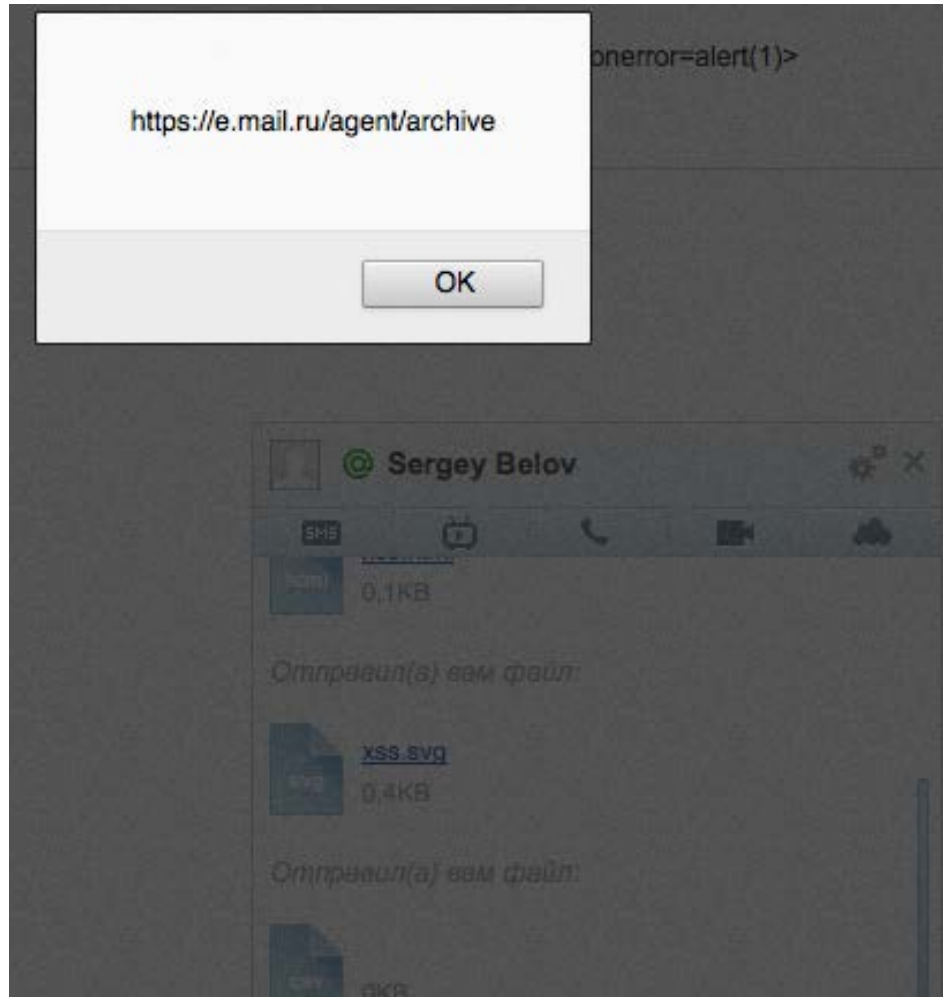 onerror=alert(1)>
https://e.mail.ru/agent/archive
OK
@ Sergey Belov
SMS
0,1KB
Отправил(а) вам файл:
xss.svg
svg
0,4KB
Отправил(а) вам файл:
0KB